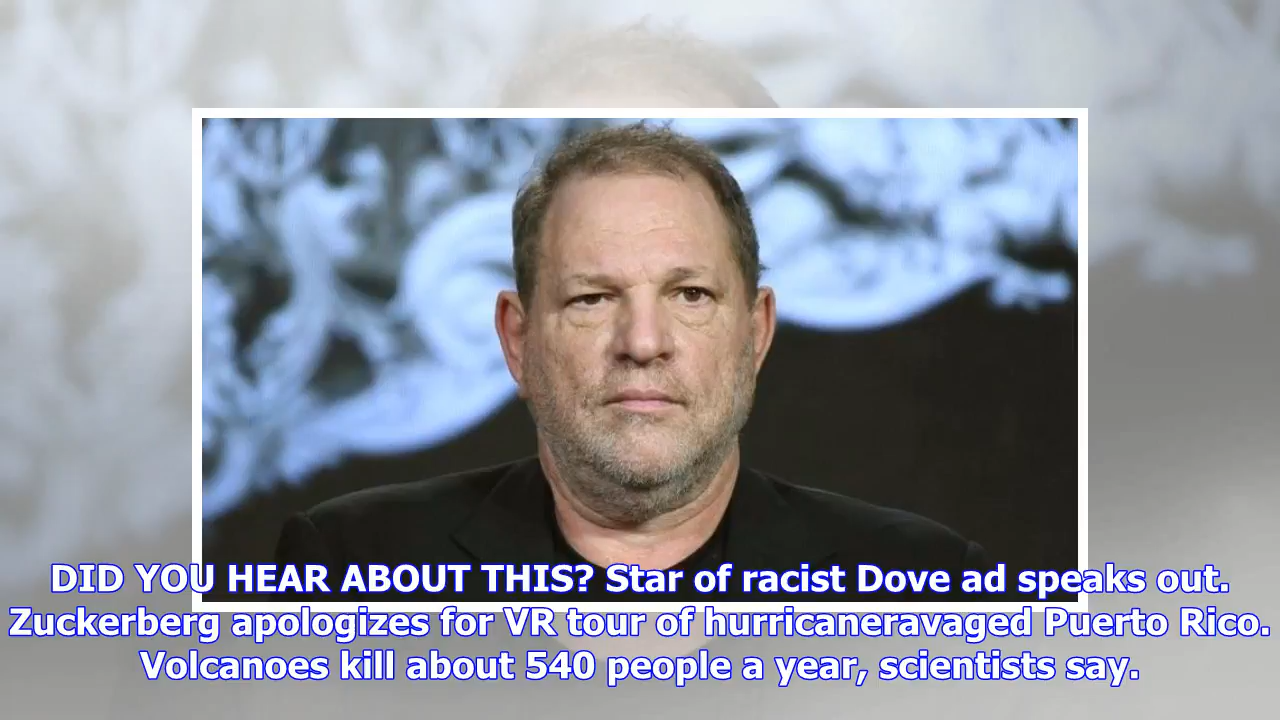 DID YOU HEAR ABOUT THIS? Star of racist Dove ad speaks out.
Zuckerberg apologizes for VR tour of hurricaneravaged Puerto Rico.
Volcanoes kill about 540 people a year, scientists say.